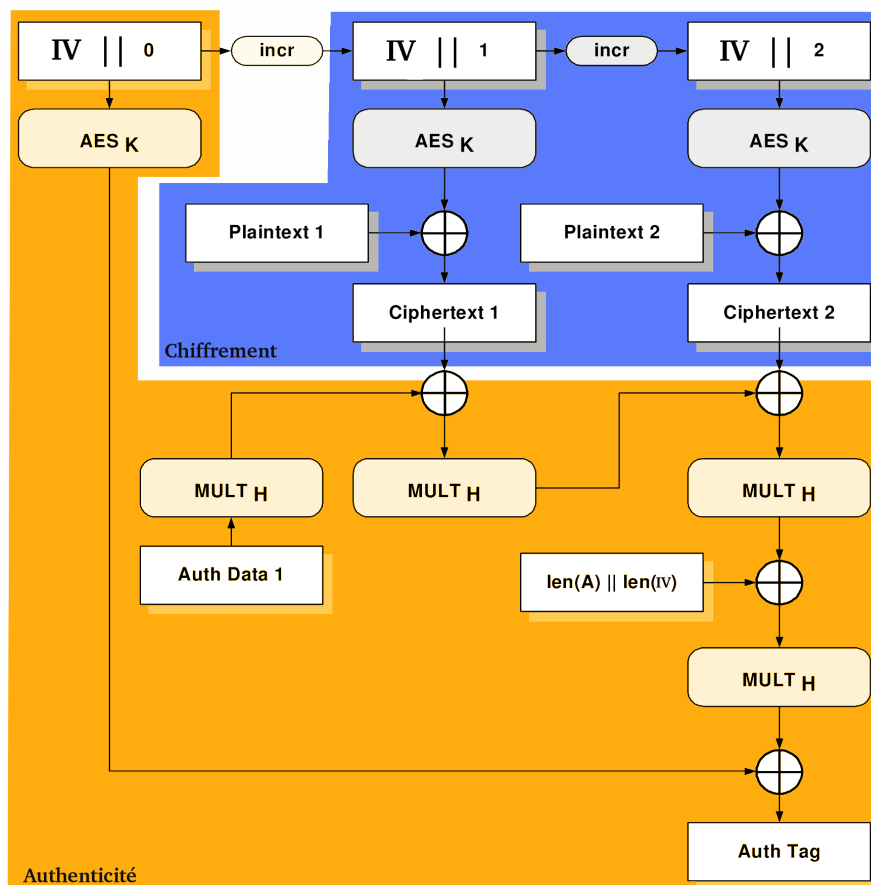 IV || 0
incr
IV || 1
incr
IV || 2
AES K
AES K
AES K
Plaintext 1
Plaintext 2
Ciphertext 1
Ciphertext 2
Chiffrement
MULT H
MULT H
MULT H
Auth Data 1
len(A) || len(IV)
MULT H
Auth Tag
Authenticité